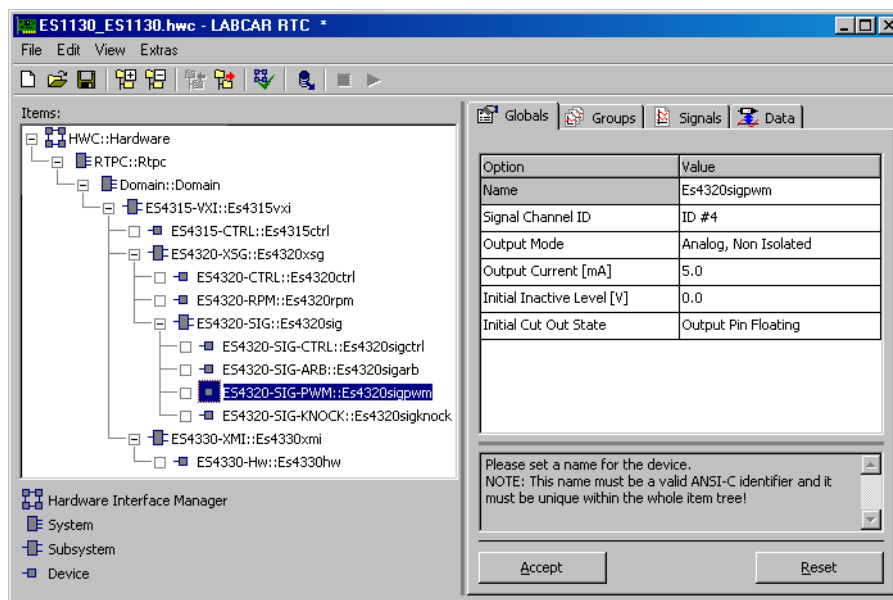 ES1130_ES1130.hwc - LABCAR RTC *
File Edit View Extras
Items:
HWC::Hardware
RTPC::Rtpc
Domain::Domain
ES4315-VXI::Es4315vxi
ES4315-CTRL::Es4315ctrl
ES4320-XSG::Es4320xsg
ES4320-CTRL::Es4320ctrl
ES4320-RPM::Es4320rpm
ES4320-SIG::Es4320sig
ES4320-SIG-CTRL::Es4320sigctrl
ES4320-SIG-ARB::Es4320sigarb
ES4320-SIG-PWM::Es4320sigpwm
ES4320-SIG-KNOCK::Es4320sigknock
ES4330-XMI::Es4330xmi
ES4330-Hw::Es4330hw
Hardware Interface Manager
System
Subsystem
Device
Globals Groups Signals Data
Option Value
Name Es4320sigpwm
Signal Channel ID ID #4
Output Mode Analog, Non Isolated
Output Current [mA] 5.0
Initial Inactive Level [V] 0.0
Initial Cut Out State Output Pin Floating
Please set a name for the device.
NOTE: This name must be a valid ANSI-C identifier and it
must be unique within the whole item tree!
Accept Reset